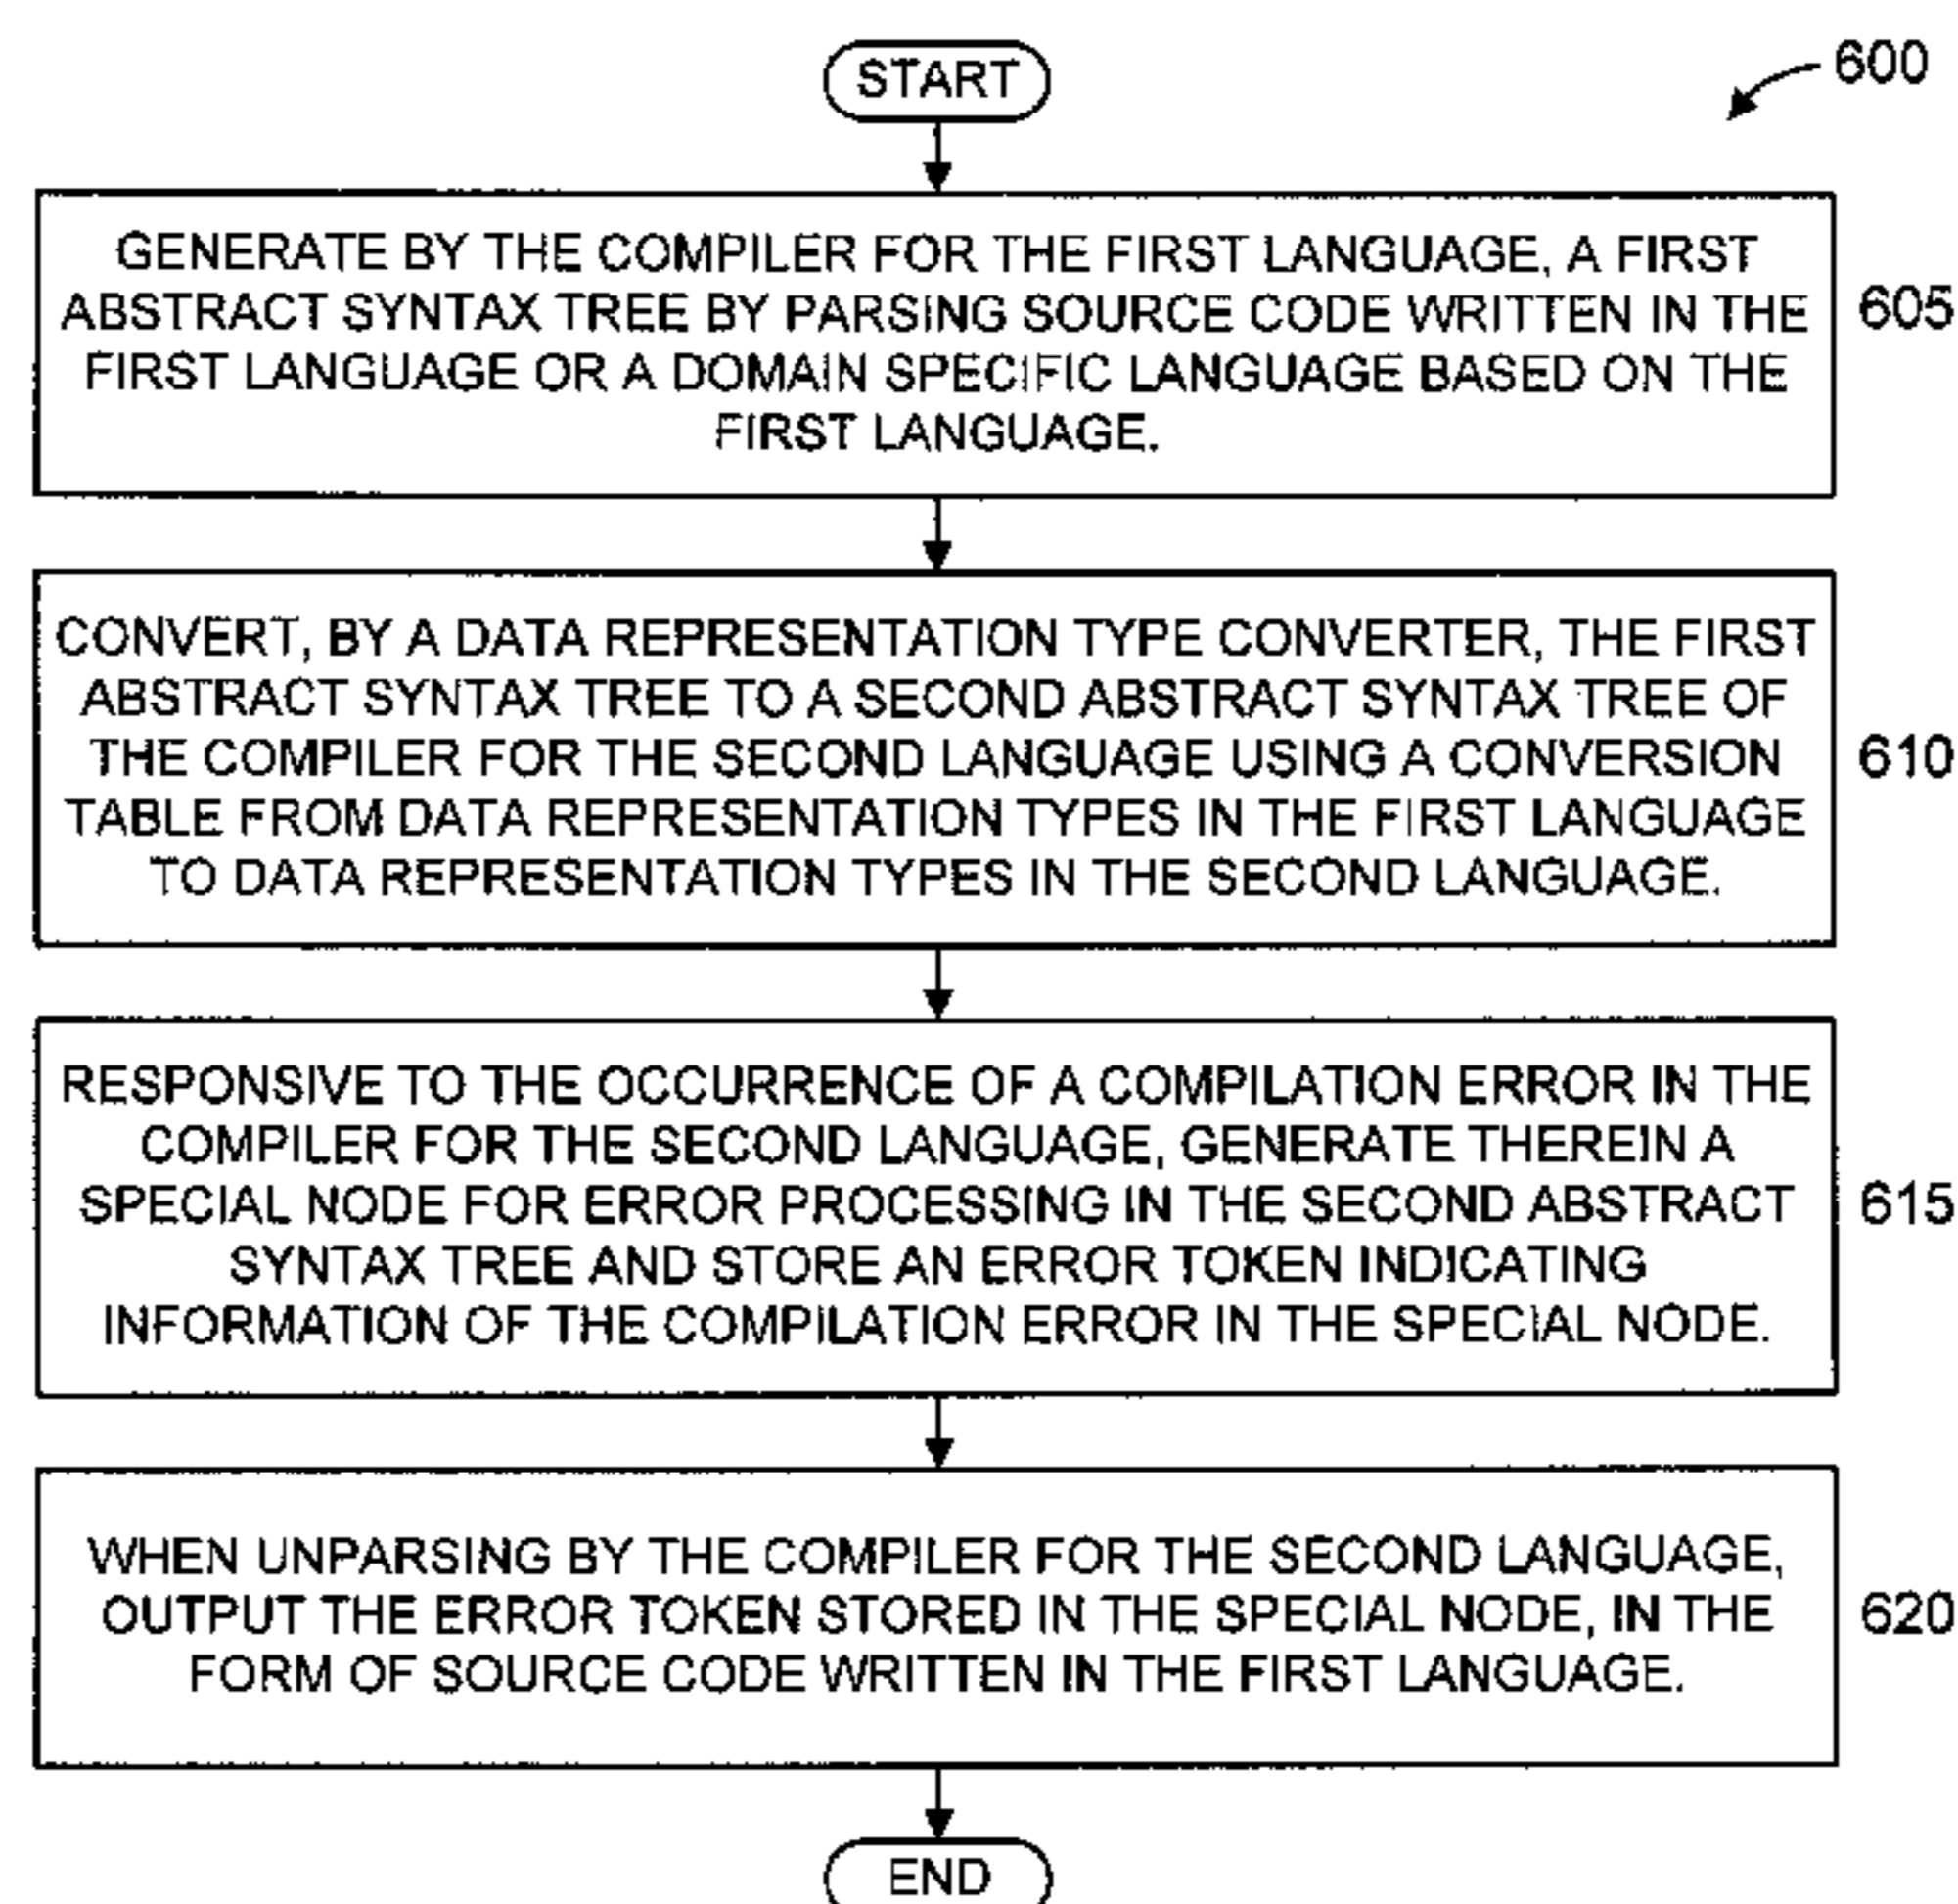 START
600
GENERATE BY THE COMPILER FOR THE FIRST LANGUAGE, A FIRST
ABSTRACT SYNTAX TREE BY PARSING SOURCE CODE WRITTEN IN THE
FIRST LANGUAGE OR A DOMAIN SPECIFIC LANGUAGE BASED ON THE
FIRST LANGUAGE.
605
CONVERT, BY A DATA REPRESENTATION TYPE CONVERTER, THE FIRST
ABSTRACT SYNTAX TREE TO A SECOND ABSTRACT SYNTAX TREE OF
THE COMPILER FOR THE SECOND LANGUAGE USING A CONVERSION
TABLE FROM DATA REPRESENTATION TYPES IN THE FIRST LANGUAGE
TO DATA REPRESENTATION TYPES IN THE SECOND LANGUAGE.
610
RESPONSIVE TO THE OCCURRENCE OF A COMPILATION ERROR IN THE
COMPILER FOR THE SECOND LANGUAGE, GENERATE THEREIN A
SPECIAL NODE FOR ERROR PROCESSING IN THE SECOND ABSTRACT
SYNTAX TREE AND STORE AN ERROR TOKEN INDICATING
INFORMATION OF THE COMPILATION ERROR IN THE SPECIAL NODE.
615
WHEN UNPARSING BY THE COMPILER FOR THE SECOND LANGUAGE,
OUTPUT THE ERROR TOKEN STORED IN THE SPECIAL NODE, IN THE
FORM OF SOURCE CODE WRITTEN IN THE FIRST LANGUAGE.
620
END